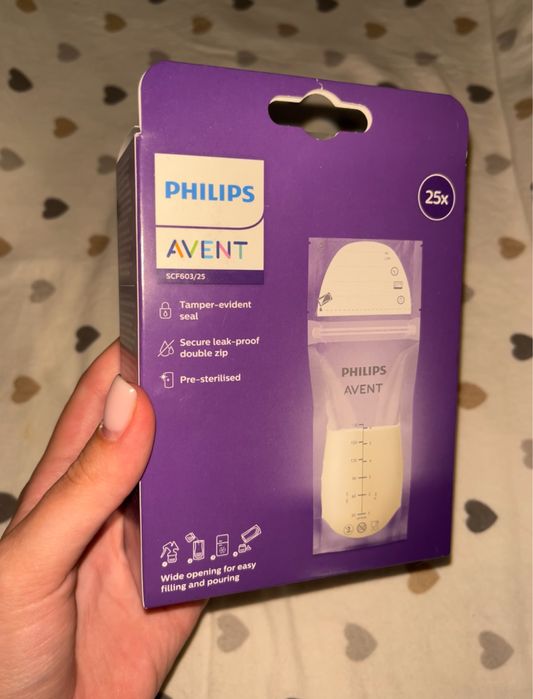 PHILIPS
AVENT
SCF603/25
25x
Tamper-evident
seal
Secure leak-proof
double zip
Pre-sterilised
PHILIPS
AVENT
Wide opening for easy
filling and pouring